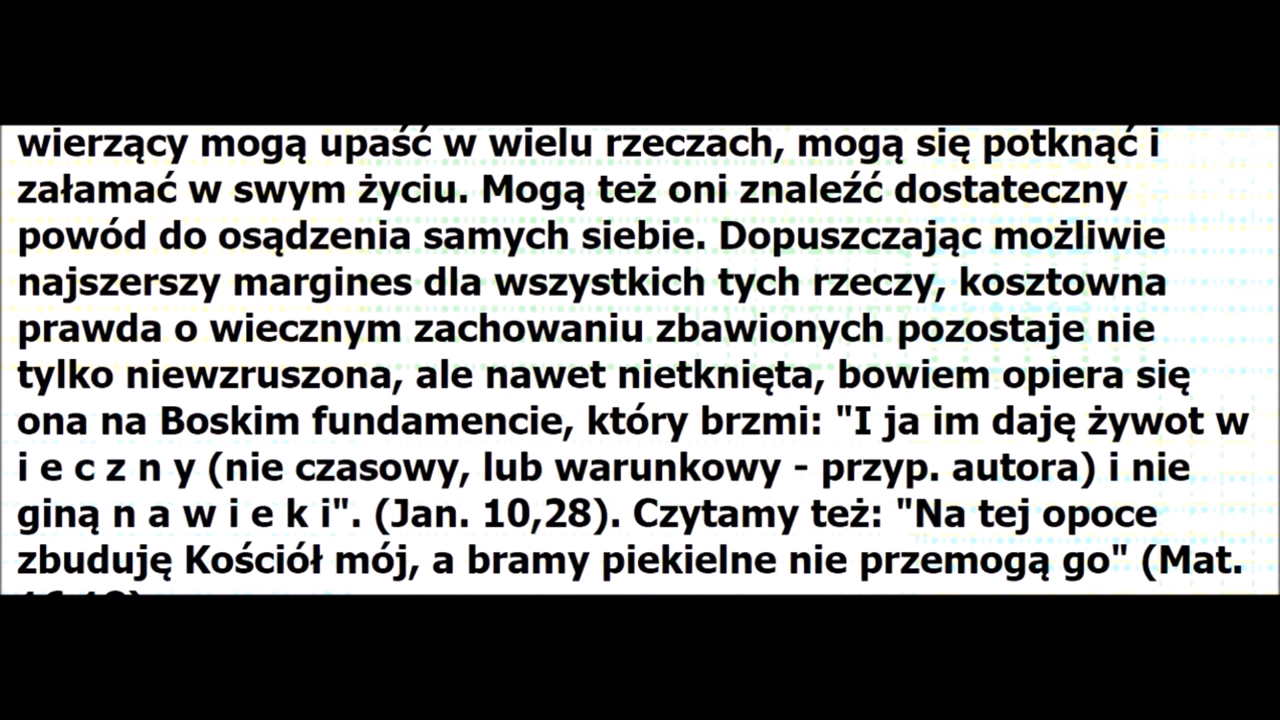 wierzący mogą upaść w wielu rzeczach, mogą się potknąć i
załamać w swym życiu. Mogą też oni znaleźć dostateczny
powód do osądzenia samych siebie. Dopuszczając możliwie
najszerszy margines dla wszystkich tych rzeczy, kosztowna
prawda o wiecznym zachowaniu zbawionych pozostaje nie
tylko niewzruszona, ale nawet nietknięta, bowiem opiera się
ona na Boskim fundamencie, który brzmi: "I ja im daję żywot w
i e c z n y (nie czasowy, lub warunkowy - przyp. autora) i nie
giną n a w i e k i". (Jan. 10,28). Czytamy też: "Na tej opoce
zbuduję Kościół mój, a bramy piekielne nie przemogą go" (Mat.